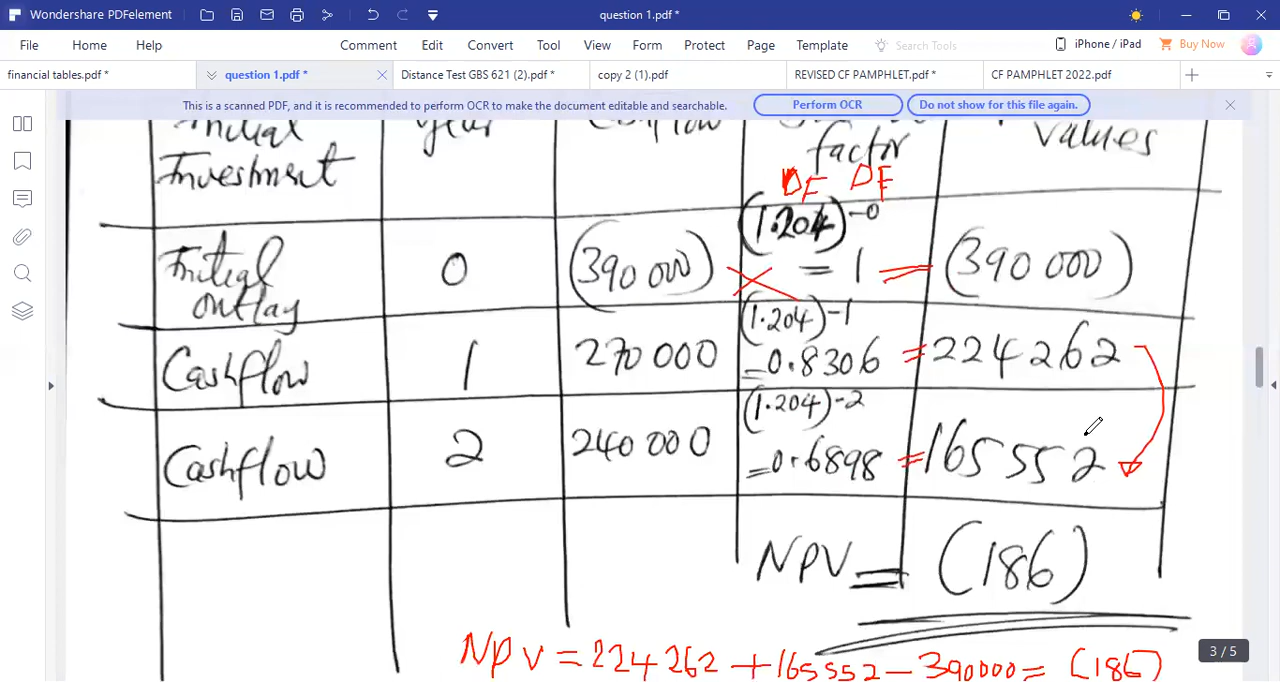 Wondershare PDFelement
question 1.pdf *
File Home Help Comment Edit Convert Tool View Form Protect Page Template Search Tools iPhone / iPad Buy Now
financial tables.pdf * question 1.pdf * Distance Test GBS 621 (2).pdf * copy 2 (1).pdf REVISED CF PAMPHLET.pdf * CF PAMPHLET 2022.pdf
This is a scanned PDF, and it is recommended to perform OCR to make the document editable and searchable. Perform OCR Do not show for this file again.
Initial Year Cashflow values
Investment factor
DF DF
(1.204)-0
Initial 0 (390 000) = 1 = (390 000)
outlay
(1.204)-1
Cashflow 1 270 000 =0.8306 = 224 262
(1.204)-2
Cashflow 2 240 000 =0.6898 = 165 552
NPV = (186)
NPV = 224 262 + 165 552 - 390000 = (186)
3 / 5